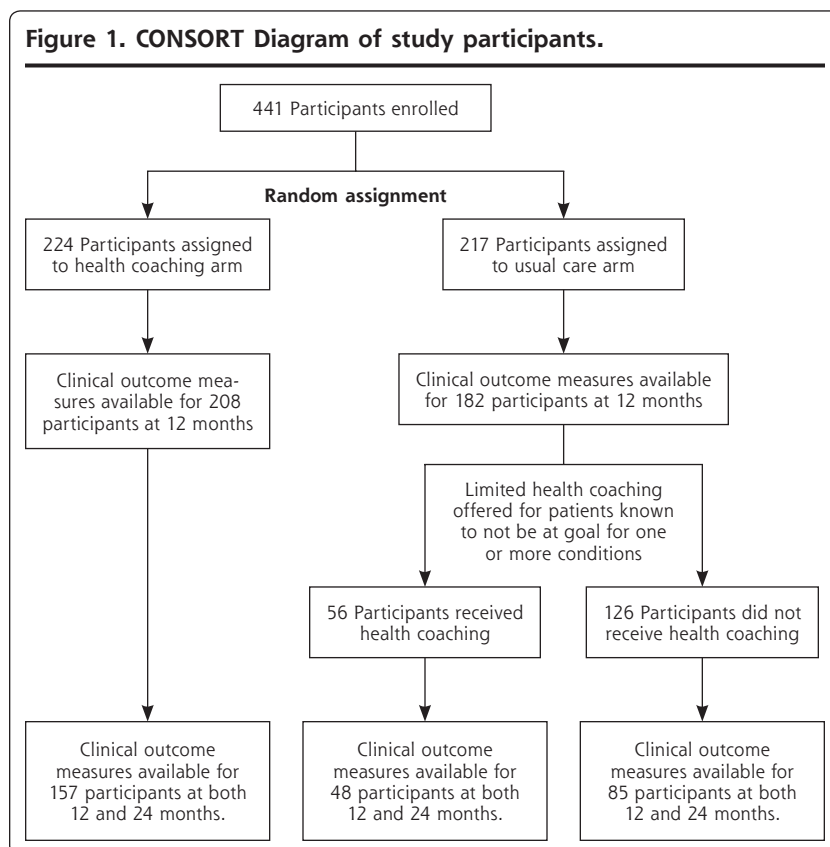 Figure 1. CONSORT Diagram of study participants.
441 Participants enrolled
Random assignment
224 Participants assigned
to health coaching arm
217 Participants assigned
to usual care arm
Clinical outcome mea-
sures available for 208
participants at 12 months
Clinical outcome measures available
for 182 participants at 12 months
Limited health coaching
offered for patients known
to not be at goal for one
or more conditions
56 Participants received
health coaching
126 Participants did not
receive health coaching
Clinical outcome
measures available for
157 participants at both
12 and 24 months.
Clinical outcome
measures available for
48 participants at both
12 and 24 months.
Clinical outcome
measures available for
85 participants at both
12 and 24 months.